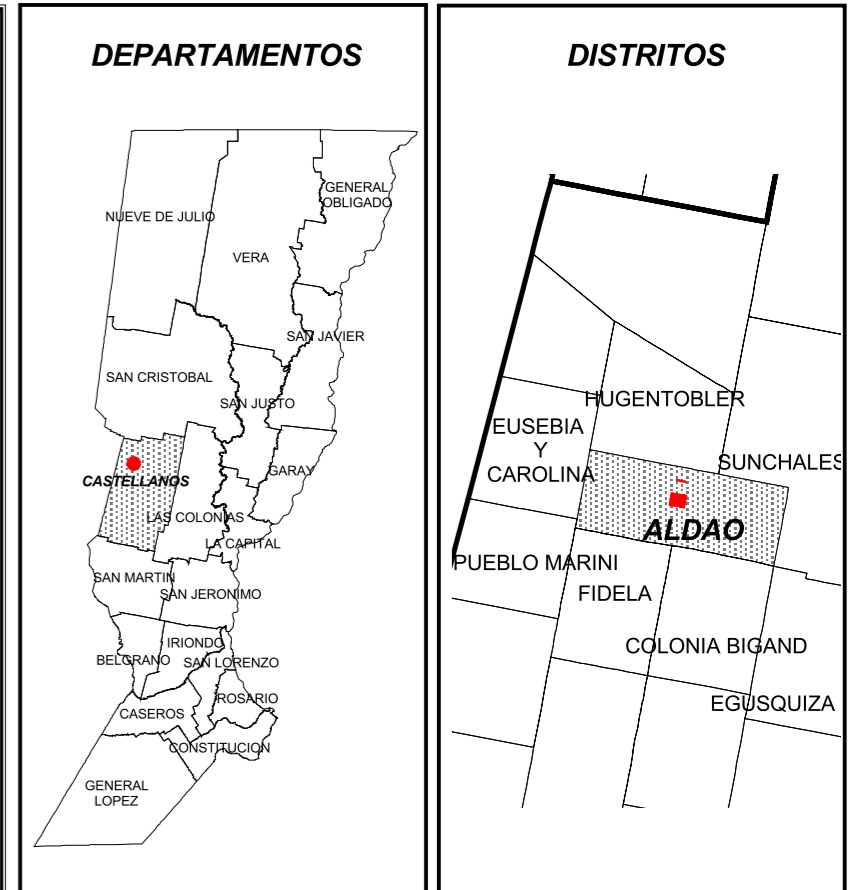 DEPARTAMENTOS
NUEVE DE JULIO
GENERAL
OBLIGADO
VERA
SAN JAVIER
SAN CRISTOBAL
SAN JUSTO
GARAY
CASTELLANOS
LAS COLONIAS
LA CAPITAL
SAN MARTIN
SAN JERONIMO
IRIONDO
BELGRANO
SAN LORENZO
ROSARIO
CASEROS
CONSTITUCION
GENERAL
LOPEZ
DISTRITOS
HUGENTOBLER
EUSEBIA
Y
CAROLINA
SUNCHALES
ALDAO
PUEBLO MARINI
FIDELA
COLONIA BIGAND
EGUSQUIZA